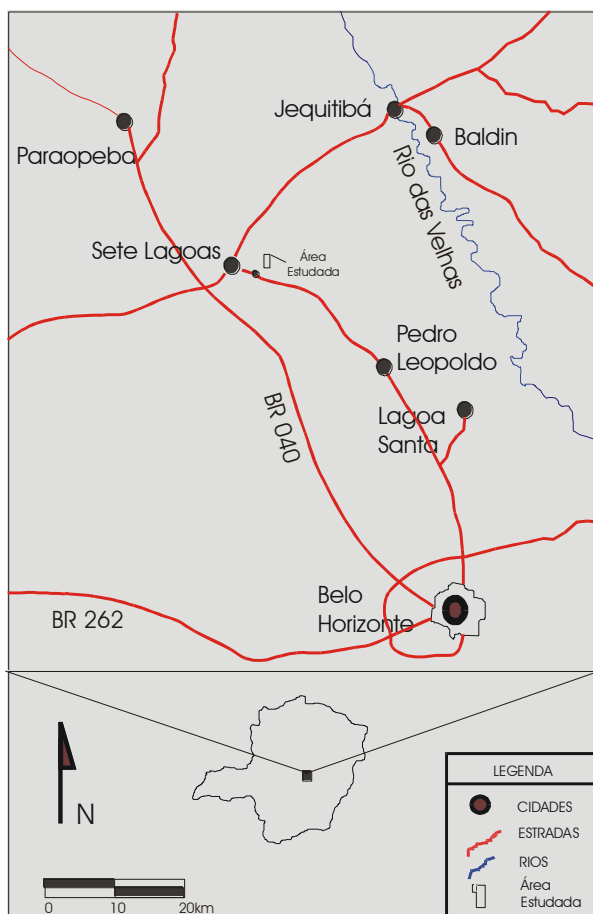 Jequitibá
Baldin
Paraopeba
Rio das Velhas
Sete Lagoas
Área
Estudada
Pedro
Leopoldo
BR 040
Lagoa
Santa
Belo
Horizonte
BR 262
N
LEGENDA
CIDADES
ESTRADAS
RIOS
Área
Estudada
0 10 20km